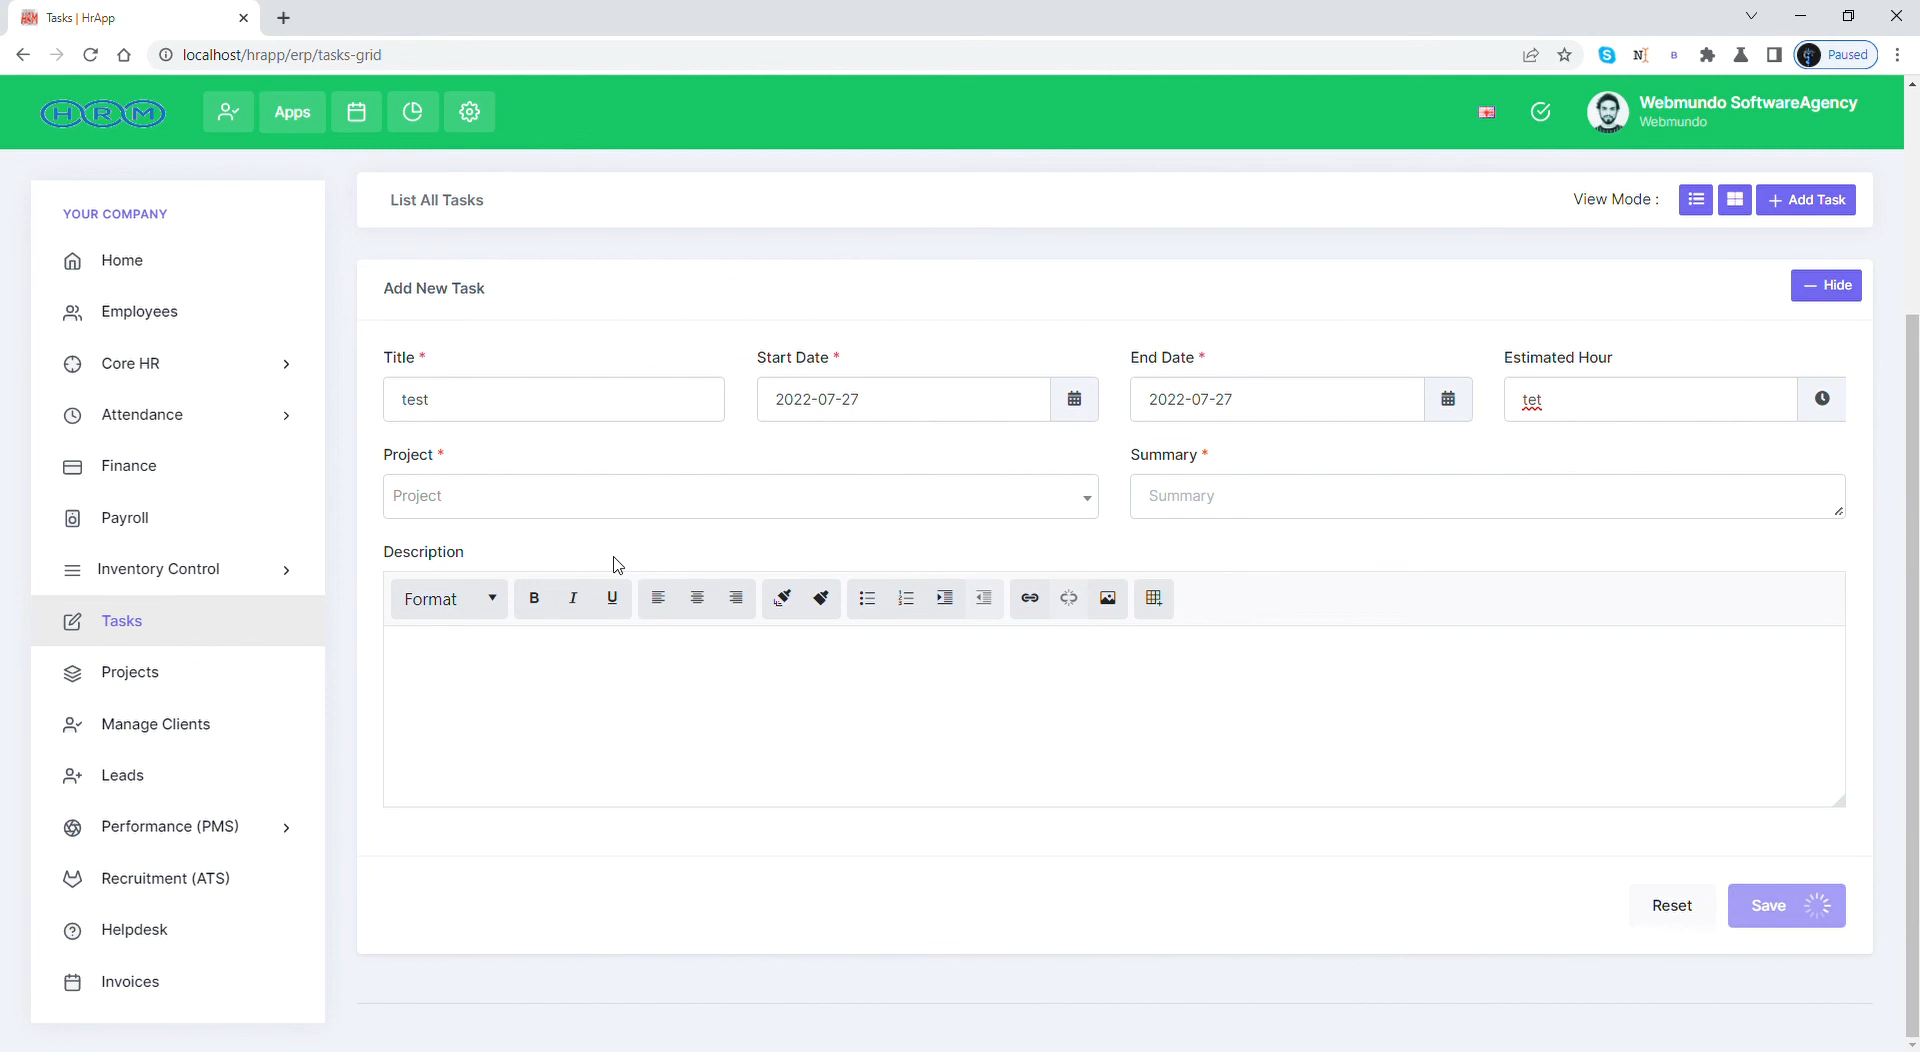 Tasks | HrApp
localhost/hrapp/erp/tasks-grid
Paused
HRM
Apps
Webmundo SoftwareAgency
Webmundo
YOUR COMPANY
Home
Employees
Core HR
Attendance
Finance
Payroll
Inventory Control
Tasks
Projects
Manage Clients
Leads
Performance (PMS)
Recruitment (ATS)
Helpdesk
Invoices
List All Tasks
View Mode :
Add Task
Add New Task
Hide
Title *
Start Date *
End Date *
Estimated Hour
test
2022-07-27
2022-07-27
tet
Project *
Summary *
Project
Summary
Description
Format
B I U
Reset
Save